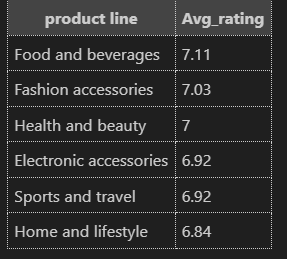 product line Avg_rating
Food and beverages 7.11
Fashion accessories 7.03
Health and beauty 7
Electronic accessories 6.92
Sports and travel 6.92
Home and lifestyle 6.84